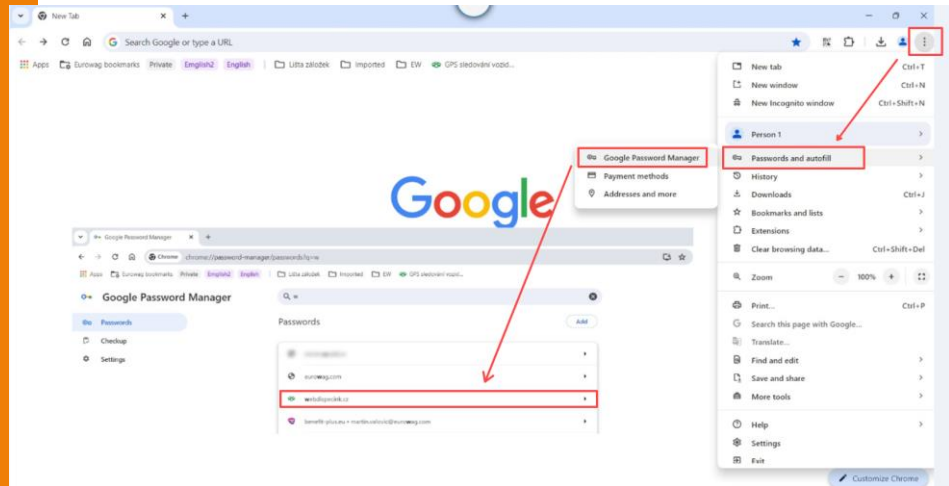 New Tab
Search Google or type a URL
Apps Eurowag bookmarks Private English2 English Lišta záložek Imported EW GPS sledování vozid...
New tab Ctrl+T
New window Ctrl+N
New Incognito window Ctrl+Shift+N
Person 1
Passwords and autofill
Google Password Manager
Payment methods
Addresses and more
History
Downloads Ctrl+J
Bookmarks and lists
Extensions
Clear browsing data... Ctrl+Shift+Del
Zoom - 100% +
Print... Ctrl+P
Search this page with Google...
Translate...
Find and edit
Save and share
More tools
Help
Settings
Exit
Google
Google Password Manager
Chrome chrome://password-manager/passwords?q=w
Apps Eurowag bookmarks Private English2 English Lišta záložek Imported EW GPS sledování vozid...
Google Password Manager
Passwords
Checkup
Settings
w
Passwords Add
eurowag.com
webdispecink.cz
Customize Chrome